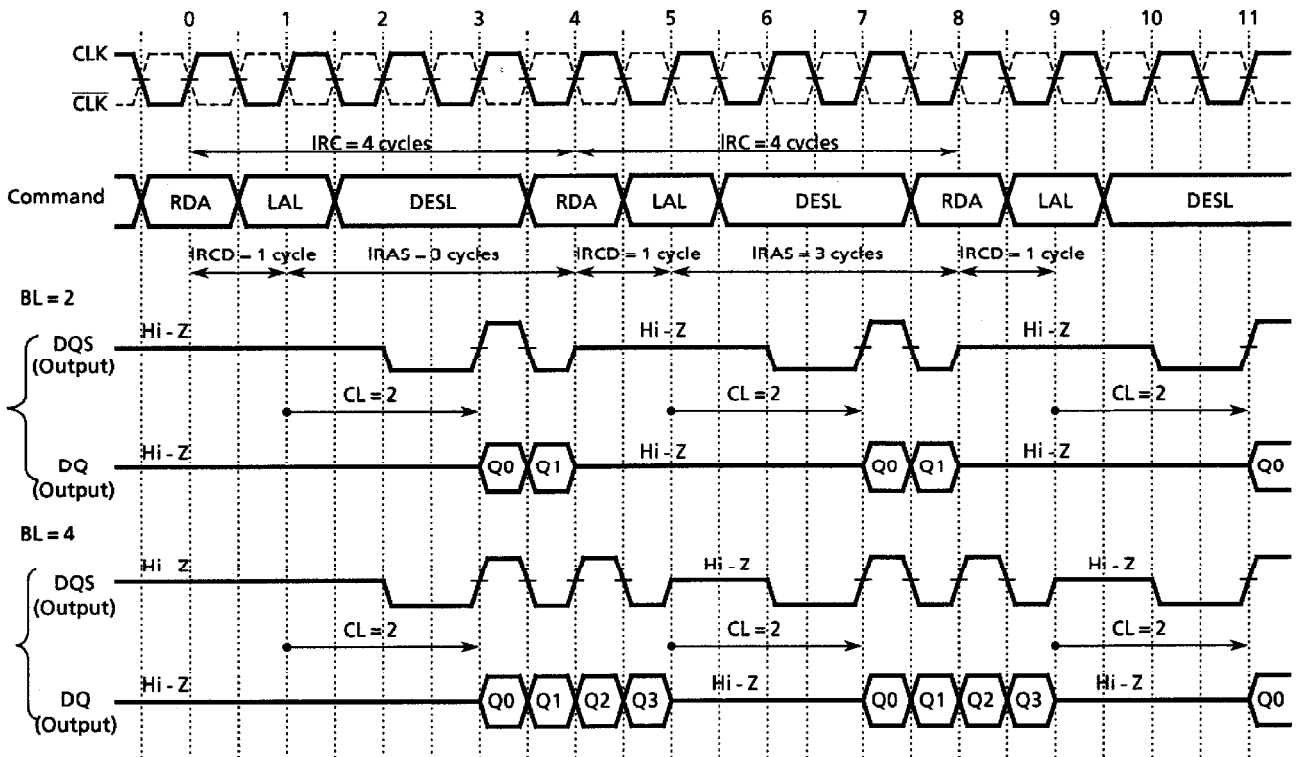 0 1 2 3 4 5 6 7 8 9 10 11
CLK
CLK
IRC = 4 cycles IRC = 4 cycles
Command RDA LAL DESL RDA LAL DESL RDA LAL DESL
IRCD = 1 cycle IRAS = 3 cycles IRCD = 1 cycle IRAS = 3 cycles IRCD = 1 cycle
BL = 2
Hi - Z Hi - Z Hi - Z
DQS
(Output)
CL = 2 CL = 2 CL = 2
Hi - Z Hi - Z Hi - Z
DQ Q0 Q1 Q0 Q1 Q0
(Output)
BL = 4
Hi - Z Hi - Z Hi - Z
DQS
(Output)
CL = 2 CL = 2 CL = 2
Hi - Z Hi - Z Hi - Z
DQ Q0 Q1 Q2 Q3 Q0 Q1 Q2 Q3 Q0
(Output)